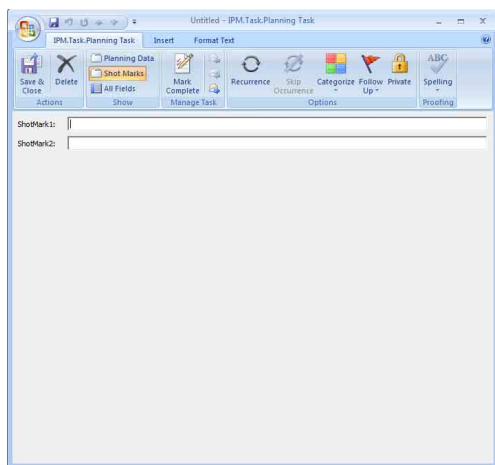 Untitled - IPM.Task.Planning Task
IPM.Task.Planning Task Insert Format Text
Save & Close
Delete
Planning Data
Shot Marks
All Fields
Mark Complete
Recurrence
Skip Occurrence
Categorize
Follow Up
Private
ABC
Spelling
Actions Show Manage Task Options Proofing
ShotMark1:
ShotMark2: